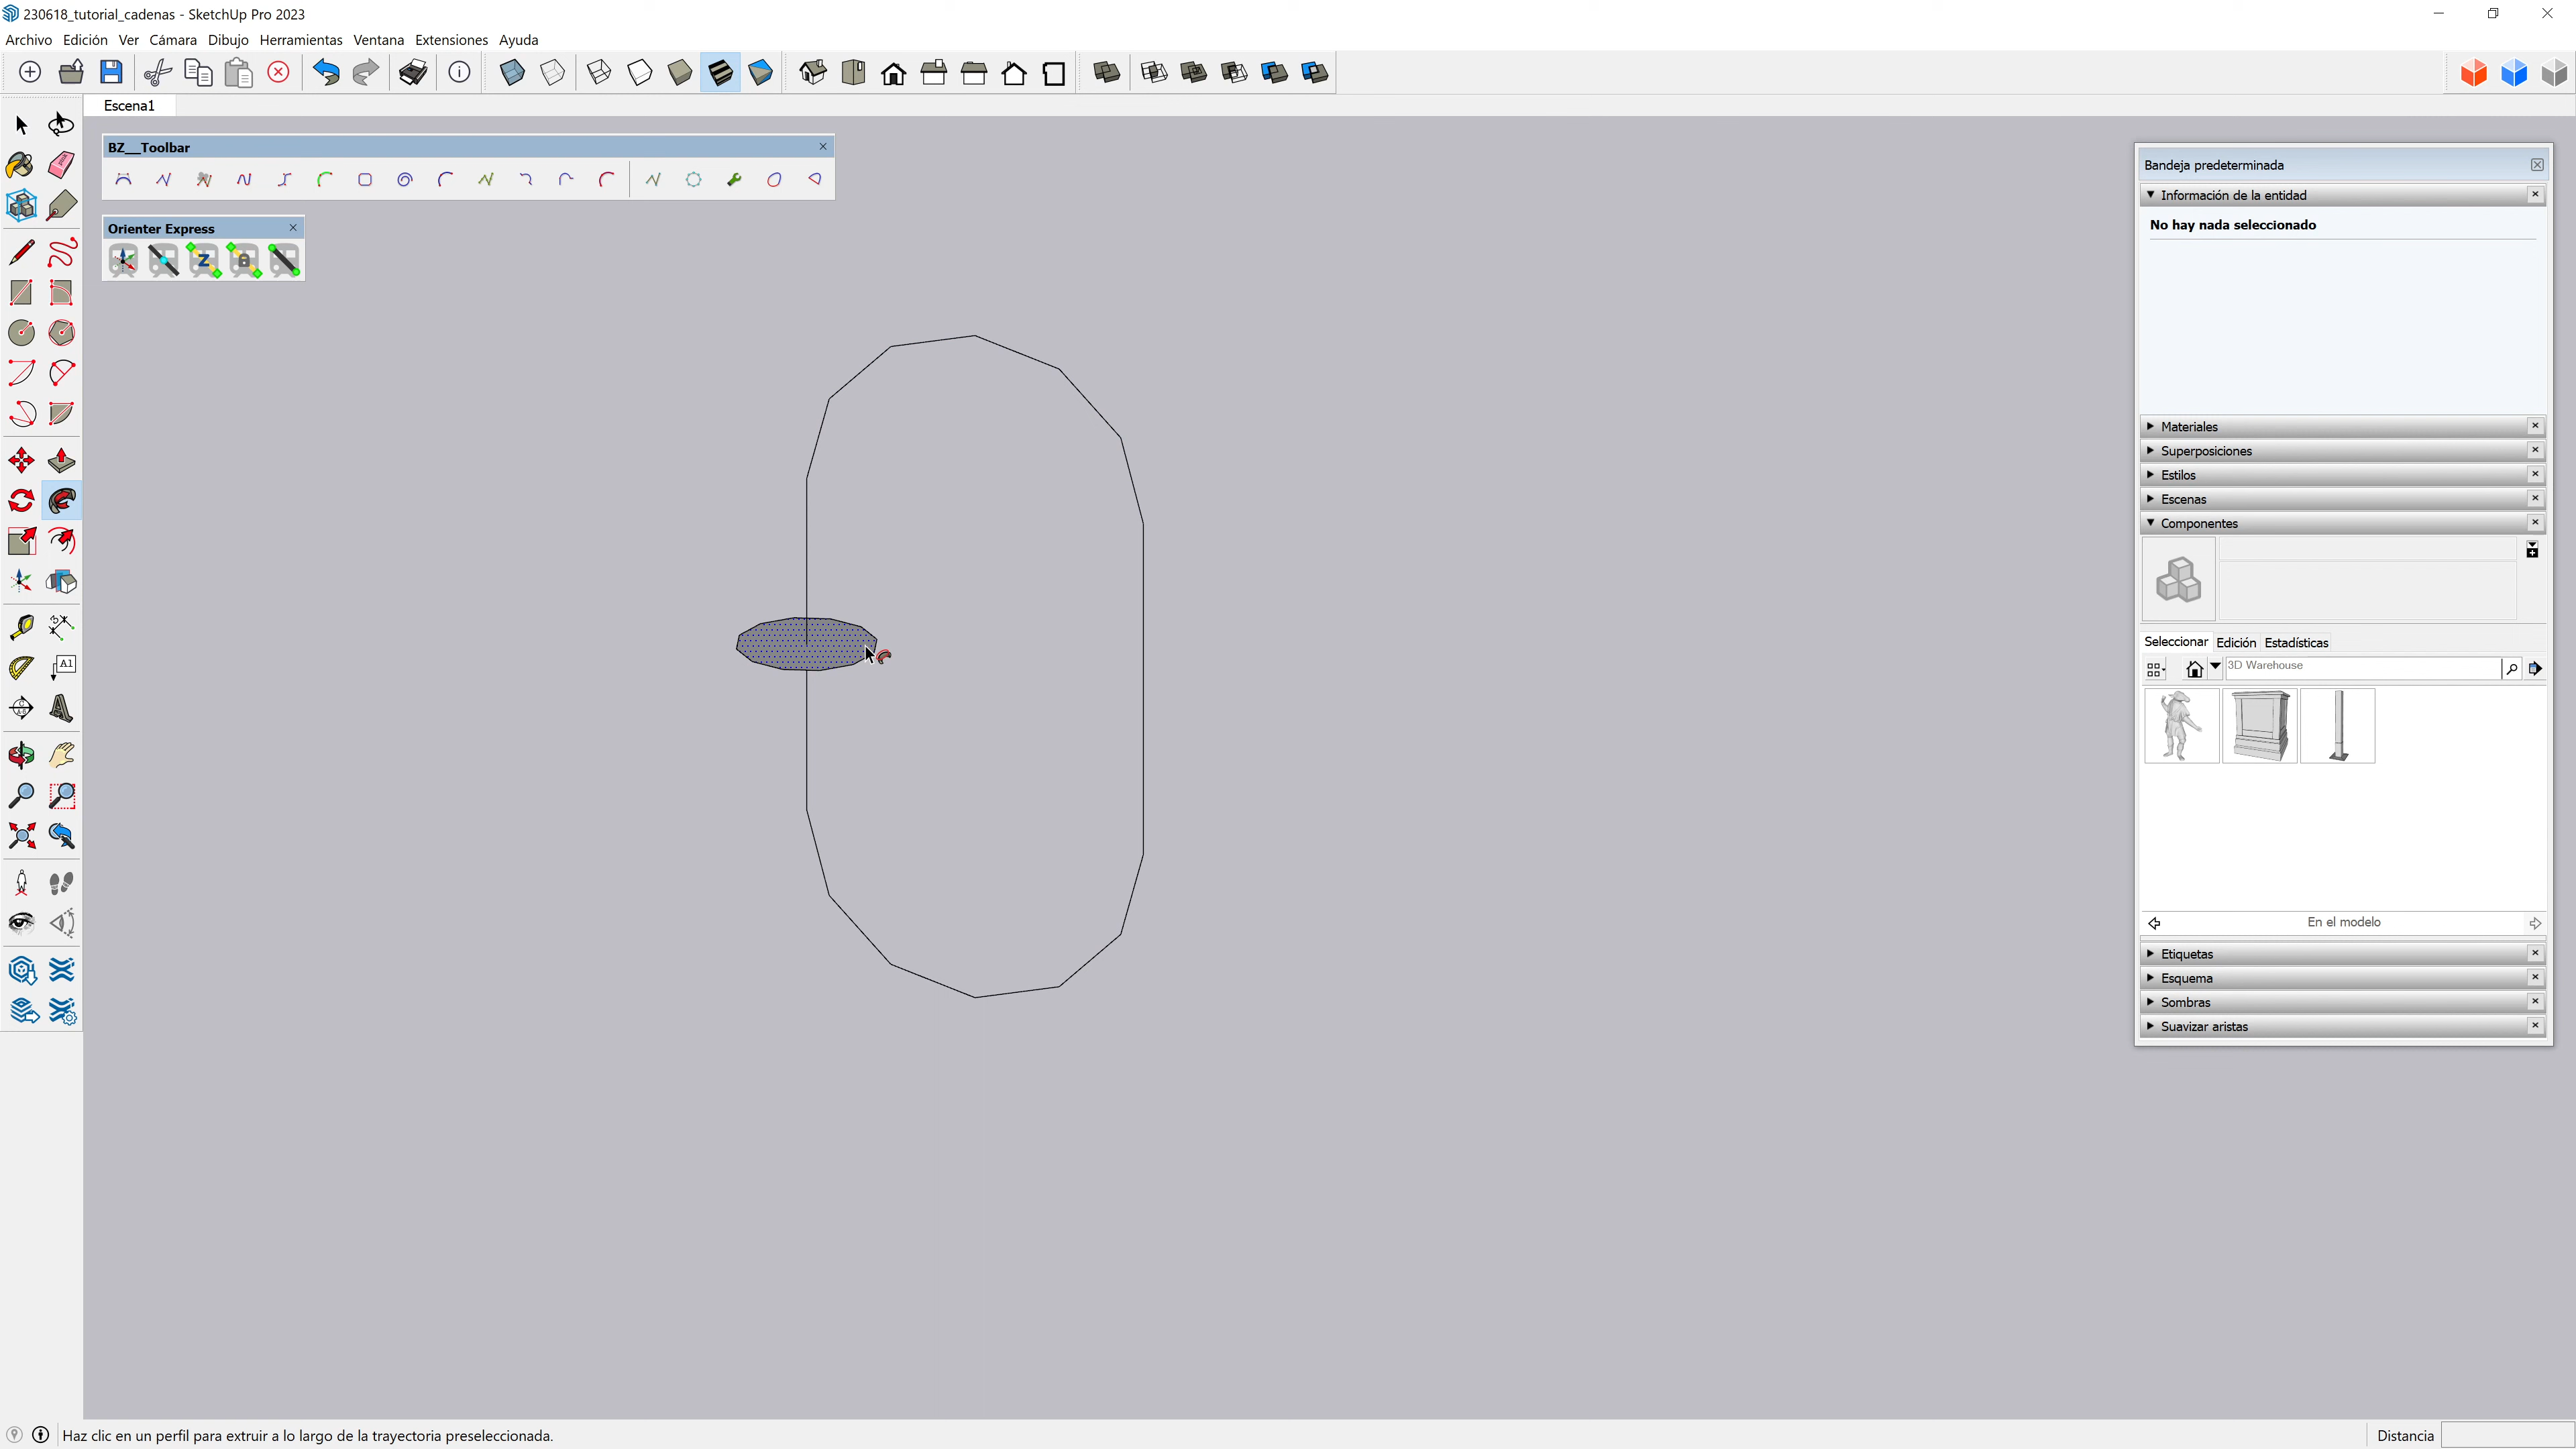 230618_tutorial_cadenas - SketchUp Pro 2023
Archivo Edición Ver Cámara Dibujo Herramientas Ventana Extensiones Ayuda
Escena1
BZ__Toolbar
Orienter Express
Z
A1
Bandeja predeterminada
Información de la entidad
No hay nada seleccionado
Materiales
Superposiciones
Estilos
Escenas
Componentes
Seleccionar Edición Estadísticas
3D Warehouse
En el modelo
Etiquetas
Esquema
Sombras
Suavizar aristas
Haz clic en un perfil para extruir a lo largo de la trayectoria preseleccionada.
Distancia